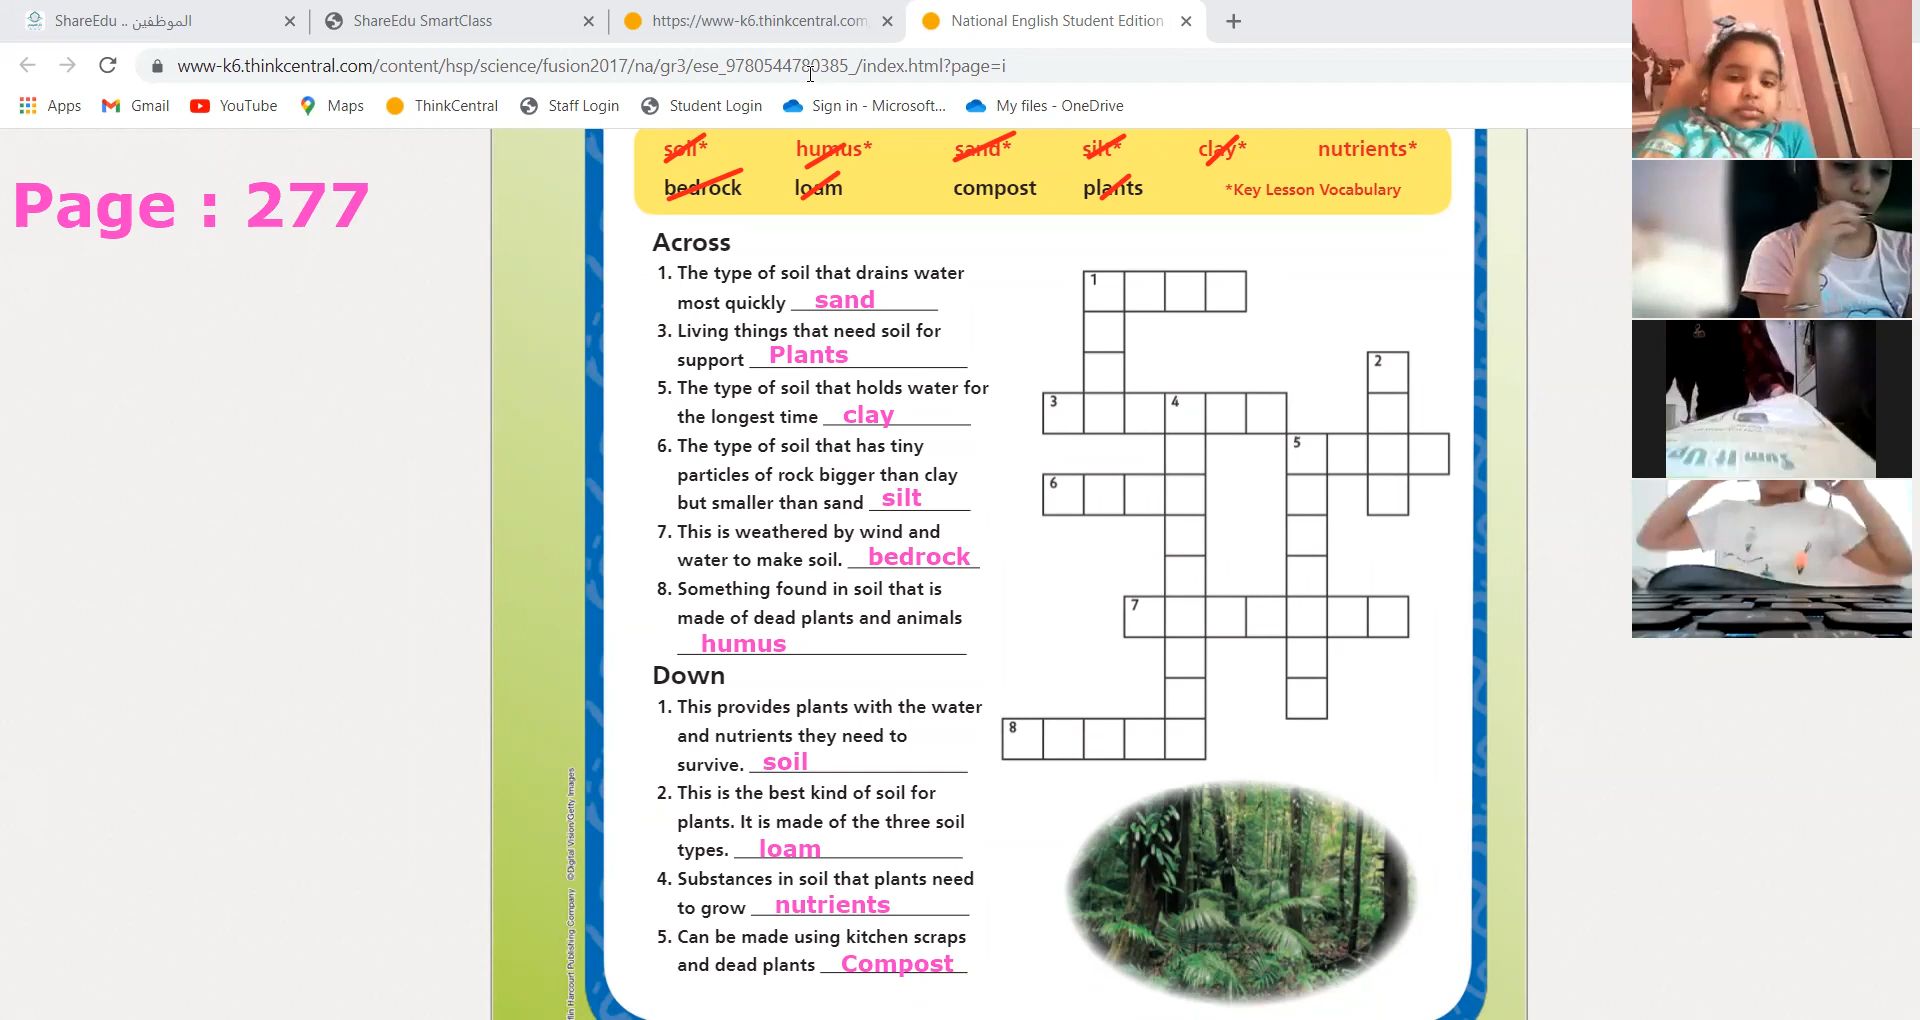 ShareEdu .. الموظفين
ShareEdu SmartClass
https://www-k6.thinkcentral.com
National English Student Edition
www-k6.thinkcentral.com/content/hsp/science/fusion2017/na/gr3/ese_9780544780385_/index.html?page=i
Apps Gmail YouTube Maps ThinkCentral Staff Login Student Login Sign in - Microsoft... My files - OneDrive
Page : 277
soil* humus* sand* silt* clay* nutrients*
bedrock loam compost plants *Key Lesson Vocabulary
Across
1. The type of soil that drains water
most quickly sand
3. Living things that need soil for
support Plants
5. The type of soil that holds water for
the longest time clay
6. The type of soil that has tiny
particles of rock bigger than clay
but smaller than sand silt
7. This is weathered by wind and
water to make soil. bedrock
8. Something found in soil that is
made of dead plants and animals
humus
Down
1. This provides plants with the water
and nutrients they need to
survive. soil
2. This is the best kind of soil for
plants. It is made of the three soil
types. loam
4. Substances in soil that plants need
to grow nutrients
5. Can be made using kitchen scraps
and dead plants Compost
1
2
3 4
5
6
7
8
Harcourt Publishing Company ©Digital Vision/Getty Images
Sum It Up